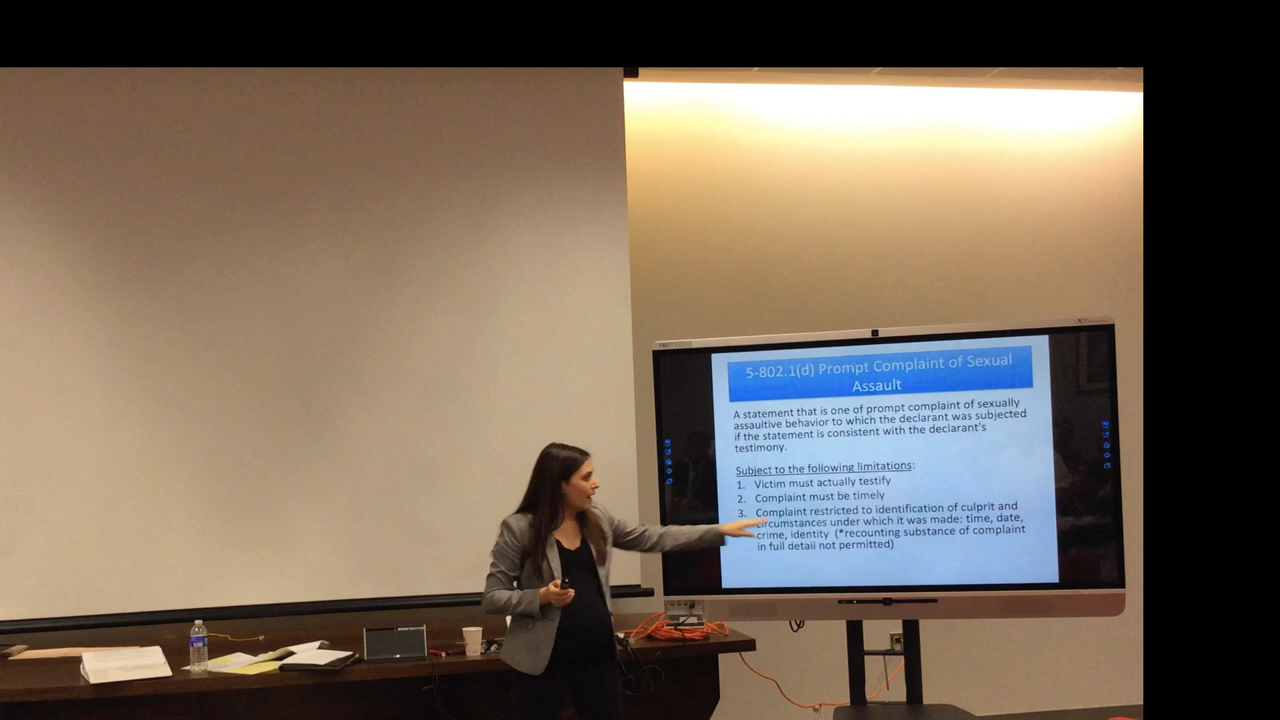 5-802.1(d) Prompt Complaint of Sexual
Assault
A statement that is one of prompt complaint of sexually
assaultive behavior to which the declarant was subjected
if the statement is consistent with the declarant's
testimony.
Subject to the following limitations:
1. Victim must actually testify
2. Complaint must be timely
3. Complaint restricted to identification of culprit and
circumstances under which it was made: time, date,
crime, identity (*recounting substance of complaint
in full detail not permitted)